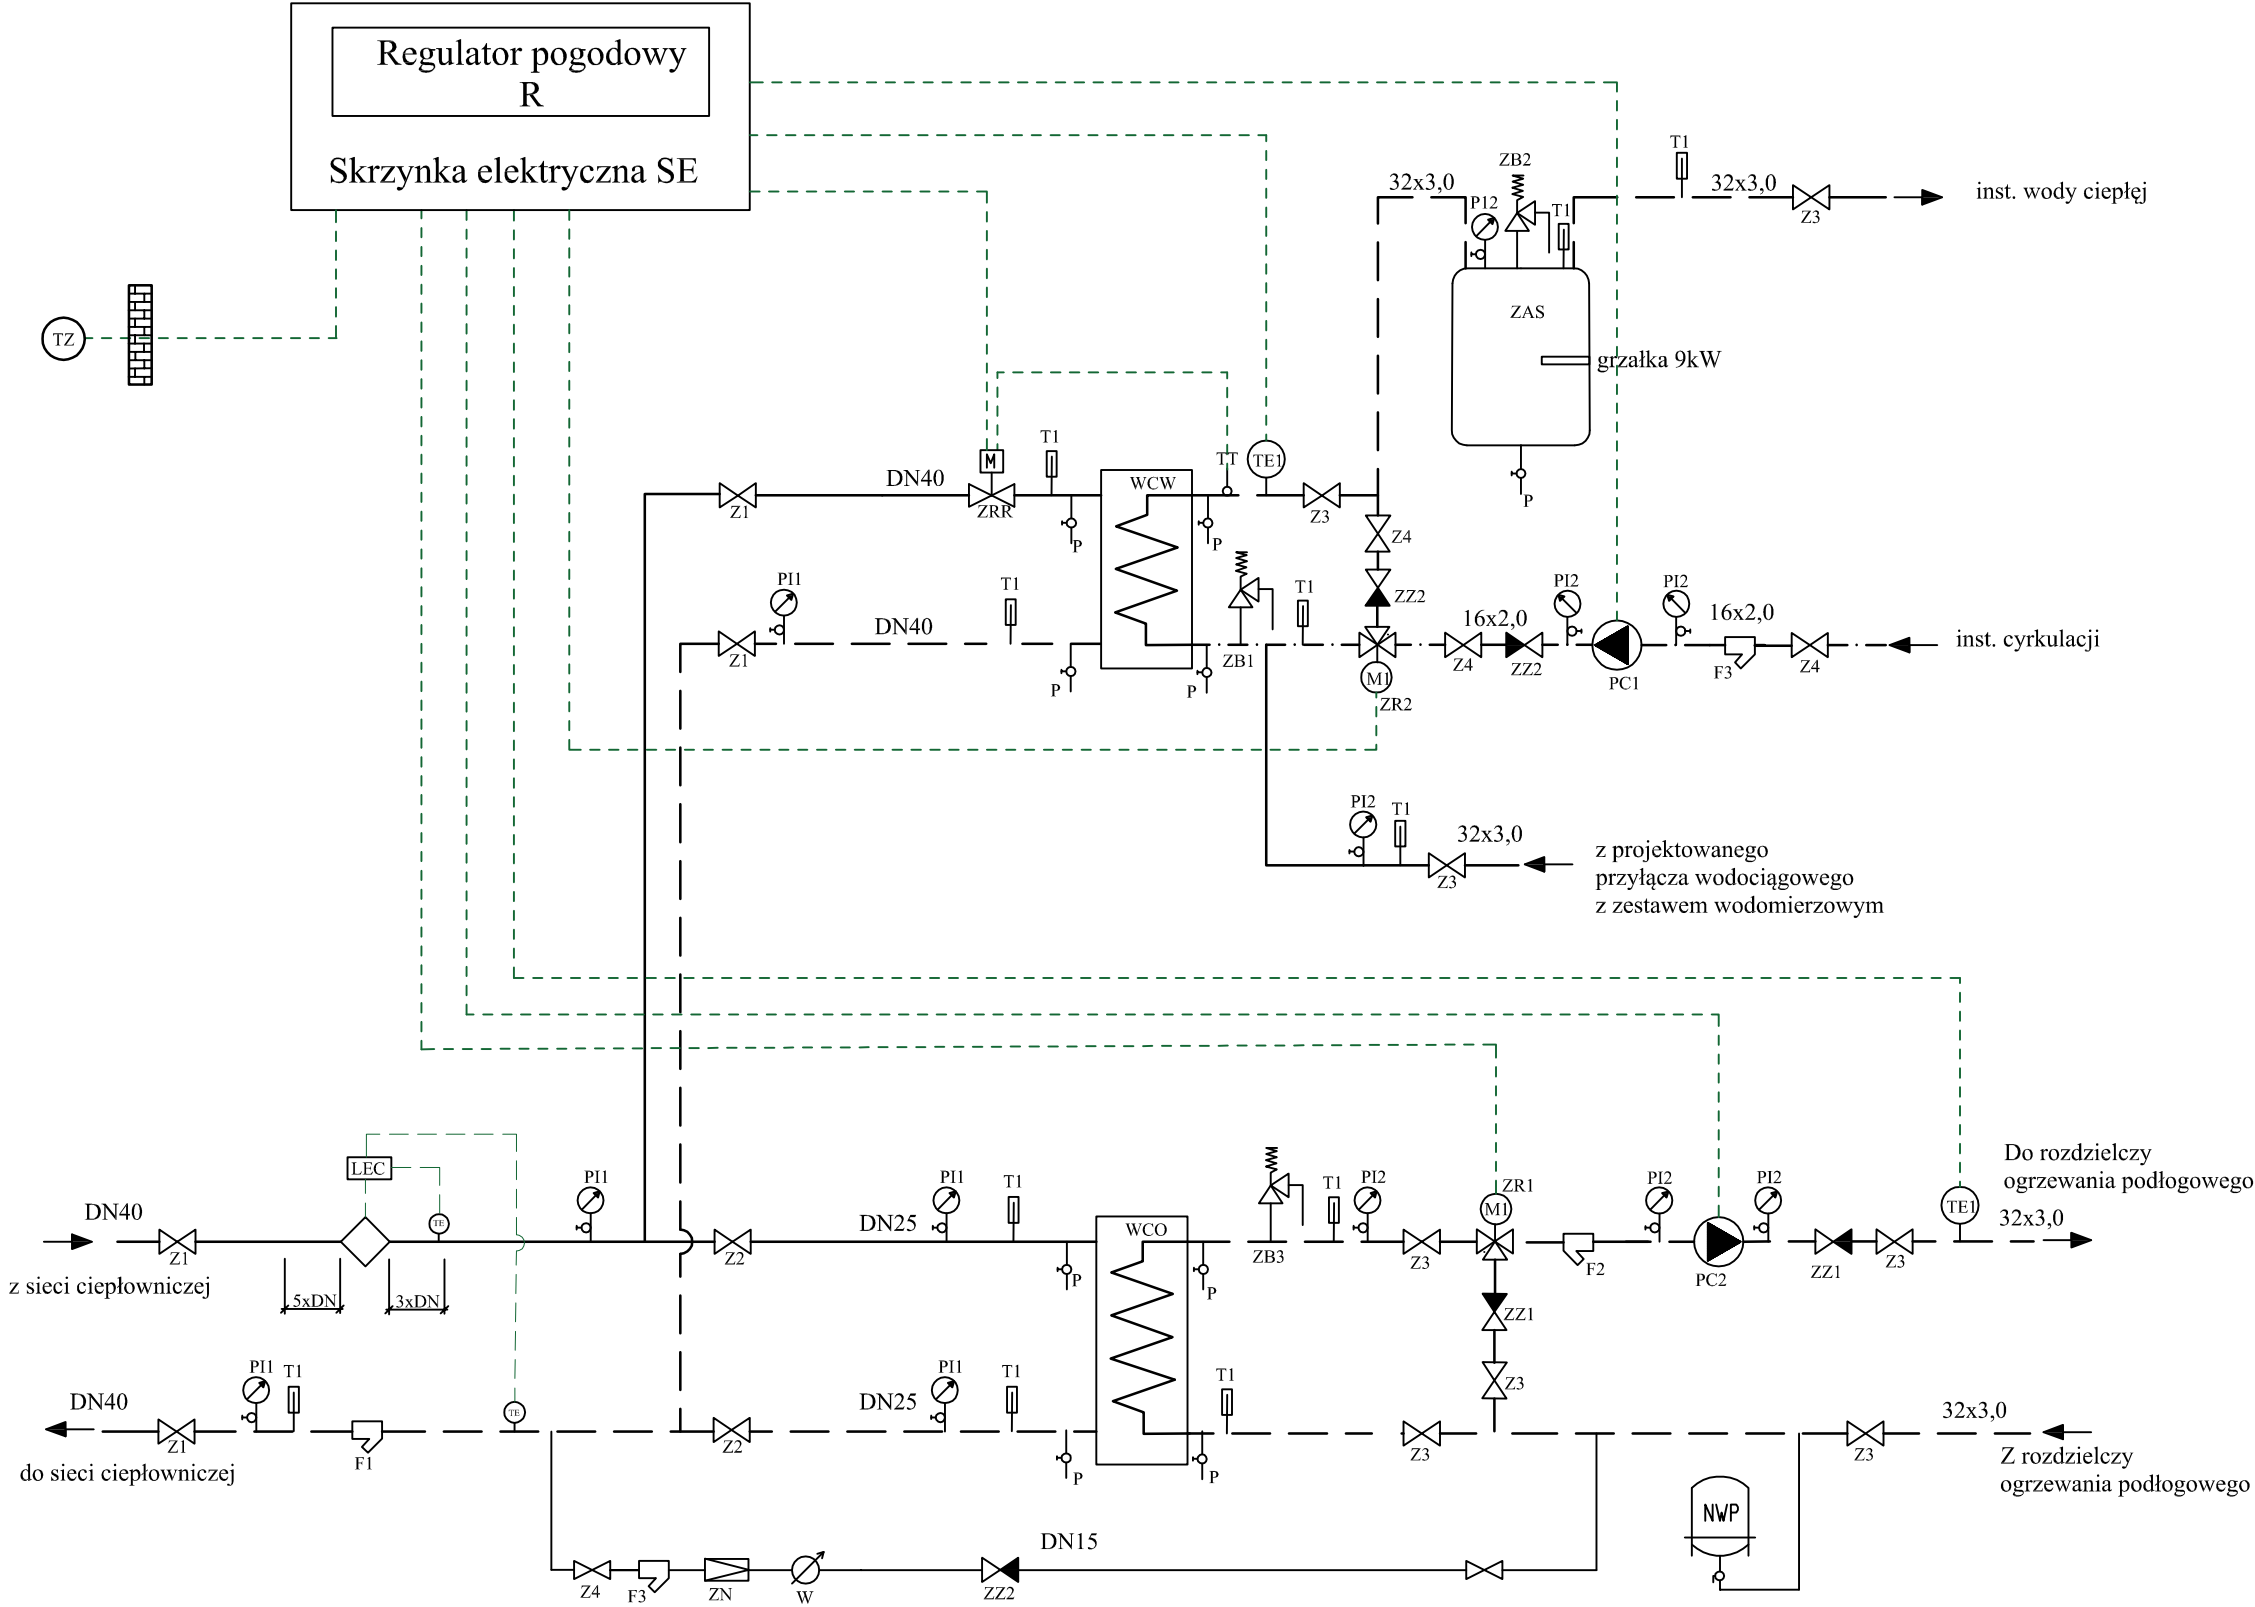 Regulator pogodowy
R
Skrzynka elektryczna SE
T1
ZB2
32x3,0
32x3,0
inst. wody ciepłęj
P12
T1
Z3
ZAS
TZ
grzałka 9kW
T1
M
TT
TE1
DN40
WCW
Z1
ZRR
Z3
P
P
Z4
PI1
T1
T1
PI2
PI2
ZZ2
16x2,0
16x2,0
DN40
inst. cyrkulacji
Z1
ZB1
Z4
ZZ2
F3
Z4
M1
PC1
P
P
ZR2
PI2
T1
32x3,0
z projektowanego
przyłącza wodociągowego
z zestawem wodomierzowym
Z3
LEC
PI1
PI1
T1
T1
PI2
ZR1
PI2
PI2
Do rozdzielczy
ogrzewania podłogowego
M1
TE1
DN40
TE
DN25
WCO
32x3,0
Z1
Z2
ZB3
Z3
F2
PC2
ZZ1
Z3
z sieci ciepłowniczej
P
P
5xDN
3xDN
ZZ1
PI1
T1
PI1
T1
T1
Z3
DN40
TE
DN25
32x3,0
Z1
F1
Z2
Z3
Z3
do sieci ciepłowniczej
P
P
Z rozdzielczy
ogrzewania podłogowego
NWP
DN15
Z4
F3
ZN
W
ZZ2